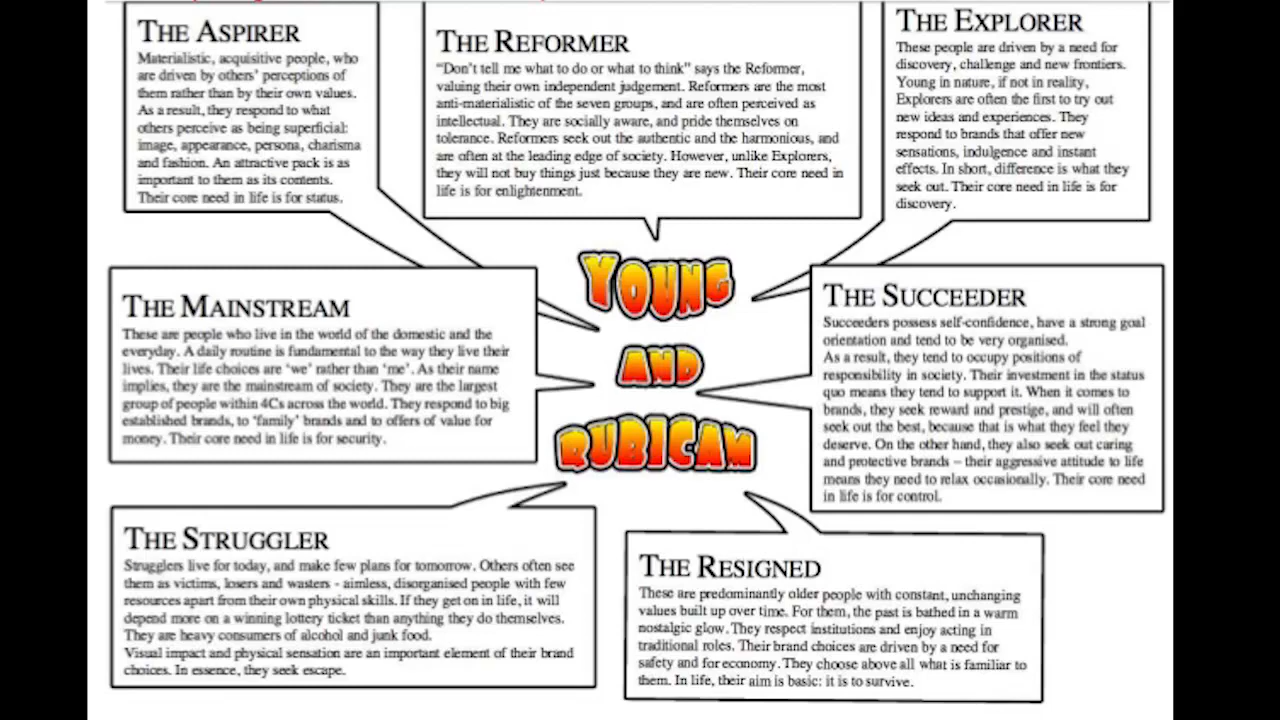 THE ASPIRER
Materialistic, acquisitive people, who
are driven by others' perceptions of
them rather than by their own values.
As a result, they respond to what
others perceive as being superficial:
image, appearance, persona, charisma
and fashion. An attractive pack is as
important to them as its contents.
Their core need in life is for status.
THE REFORMER
“Don't tell me what to do or what to think” says the Reformer,
valuing their own independent judgement. Reformers are the most
anti-materialistic of the seven groups, and are often perceived as
intellectual. They are socially aware, and pride themselves on
tolerance. Reformers seek out the authentic and the harmonious, and
are often at the leading edge of society. However, unlike Explorers,
they will not buy things just because they are new. Their core need in
life is for enlightenment.
THE EXPLORER
These people are driven by a need for
discovery, challenge and new frontiers.
Young in nature, if not in reality,
Explorers are often the first to try out
new ideas and experiences. They
respond to brands that offer new
sensations, indulgence and instant
effects. In short, difference is what they
seek out. Their core need in life is for
discovery.
THE MAINSTREAM
These are people who live in the world of the domestic and the
everyday. A daily routine is fundamental to the way they live their
lives. Their life choices are ‘we’ rather than ‘me’. As their name
implies, they are the mainstream of society. They are the largest
group of people within 4Cs across the world. They respond to big
established brands, to ‘family’ brands and to offers of value for
money. Their core need in life is for security.
YOUNG
AND
RUBICAM
THE SUCCEEDER
Succeeders possess self-confidence, have a strong goal
orientation and tend to be very organised.
As a result, they tend to occupy positions of
responsibility in society. Their investment in the status
quo means they tend to support it. When it comes to
brands, they seek reward and prestige, and will often
seek out the best, because that is what they feel they
deserve. On the other hand, they also seek out caring
and protective brands – their aggressive attitude to life
means they need to relax occasionally. Their core need
in life is for control.
THE STRUGGLER
Strugglers live for today, and make few plans for tomorrow. Others often see
them as victims, losers and wasters - aimless, disorganised people with few
resources apart from their own physical skills. If they get on in life, it will
depend more on a winning lottery ticket than anything they do themselves.
They are heavy consumers of alcohol and junk food.
Visual impact and physical sensation are an important element of their brand
choices. In essence, they seek escape.
THE RESIGNED
These are predominantly older people with constant, unchanging
values built up over time. For them, the past is bathed in a warm
nostalgic glow. They respect institutions and enjoy acting in
traditional roles. Their brand choices are driven by a need for
safety and for economy. They choose above all what is familiar to
them. In life, their aim is basic: it is to survive.